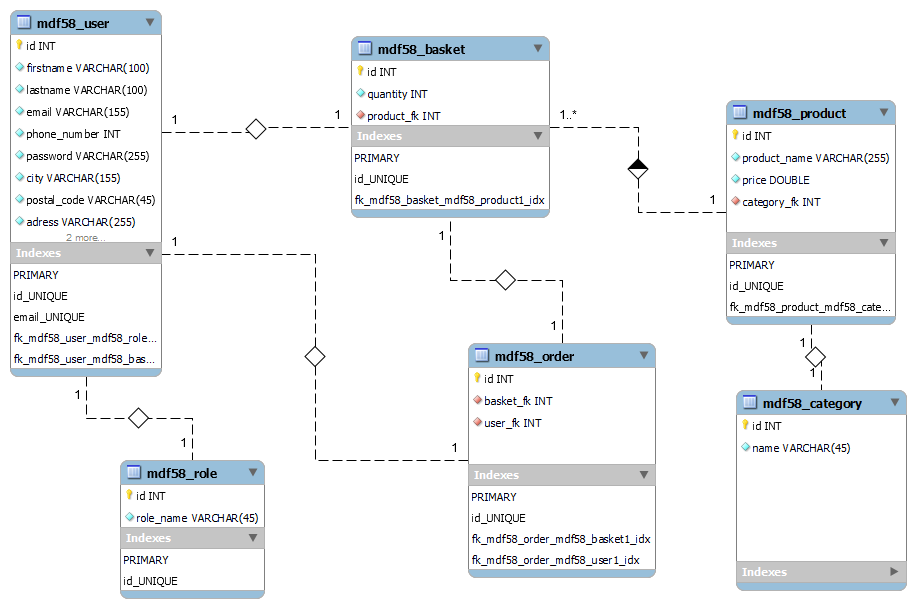 mdf58_user
id INT
firstname VARCHAR(100)
lastname VARCHAR(100)
email VARCHAR(155)
phone_number INT
password VARCHAR(255)
city VARCHAR(155)
postal_code VARCHAR(45)
adress VARCHAR(255)
2 more...
Indexes
PRIMARY
id_UNIQUE
email_UNIQUE
fk_mdf58_user_mdf58_role...
fk_mdf58_user_mdf58_bas...
1
1
mdf58_basket
id INT
quantity INT
product_fk INT
Indexes
PRIMARY
id_UNIQUE
fk_mdf58_basket_mdf58_product1_idx
1..*
1
mdf58_product
id INT
product_name VARCHAR(255)
price DOUBLE
category_fk INT
Indexes
PRIMARY
id_UNIQUE
fk_mdf58_product_mdf58_cate...
1
1
1
1
mdf58_order
id INT
basket_fk INT
user_fk INT
Indexes
PRIMARY
id_UNIQUE
fk_mdf58_order_mdf58_basket1_idx
fk_mdf58_order_mdf58_user1_idx
1
1
mdf58_category
id INT
name VARCHAR(45)
Indexes
1
1
mdf58_role
id INT
role_name VARCHAR(45)
Indexes
PRIMARY
id_UNIQUE